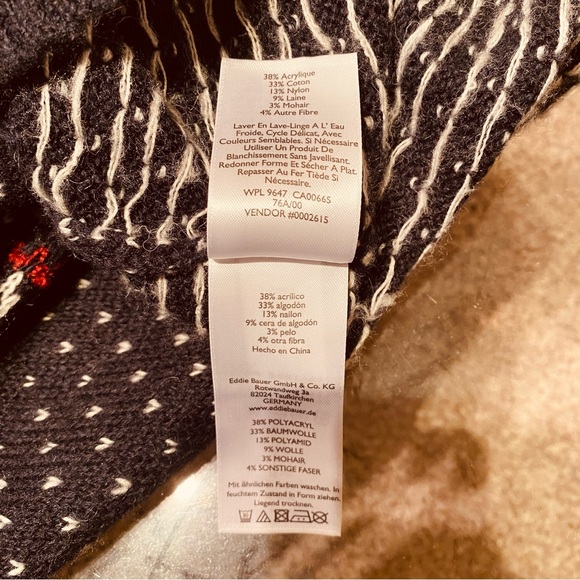 38% Acrylique
33% Coton
13% Nylon
9% Laine
3% Mohair
4% Autre Fibre
Laver En Lave-Linge A L' Eau
Froide, Cycle Délicat, Avec
Couleurs Semblables. Si Nécessaire
Utiliser Un Produit De
Blanchissement Sans Javellisant.
Redonner Forme Et Sécher A Plat.
Repasser Au Fer Tiède Si
Nécessaire.
WPL 9647 CA00665
76A/00
VENDOR #0002615
38% acrílico
33% algodón
13% nailon
9% cera de algodón
3% pelo
4% otra fibra
Hecho en China
Eddie Bauer GmbH & Co. KG
Rotwandweg 3a
82024 Taufkirchen
GERMANY
www.eddiebauer.de
38% POLYACRYL
33% BAUMWOLLE
13% POLYAMID
9% WOLLE
3% MOHAIR
4% SONSTIGE FASER
Mit ähnlichen Farben waschen. In
feuchtem Zustand in Form ziehen.
Liegend trocknen.